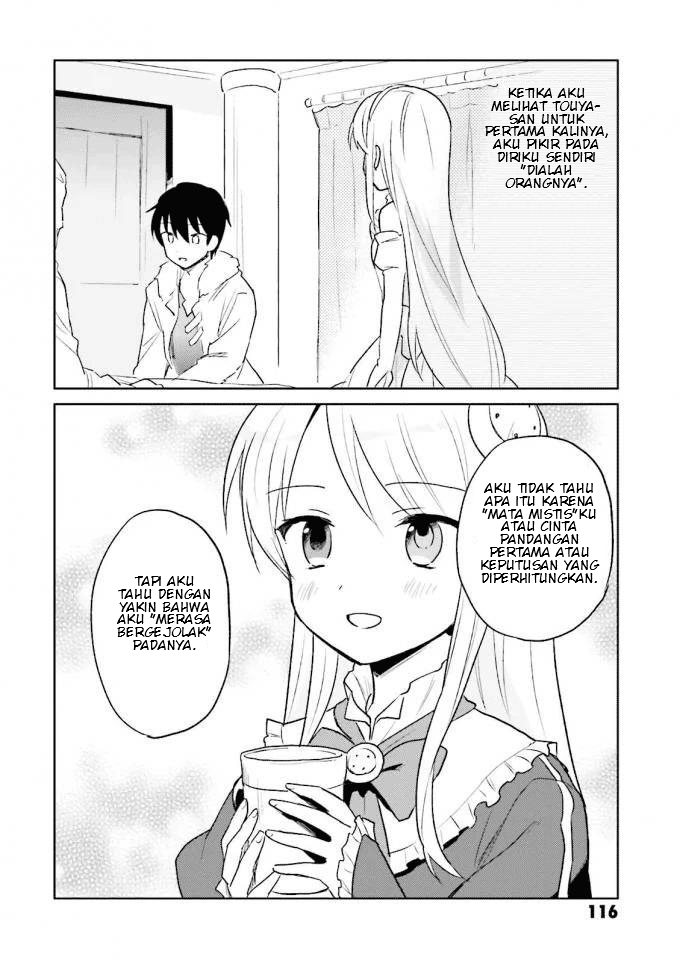 KETIKA AKU
MELIHAT TOUYA-
SAN UNTUK
PERTAMA KALINYA,
AKU PIKIR PADA
DIRIKU SENDIRI
"DIALAH
ORANGNYA".
AKU TIDAK TAHU
APA ITU KARENA
"MATA MISTIS"KU
ATAU CINTA
PANDANGAN
PERTAMA ATAU
KEPUTUSAN YANG
DIPERHITUNGKAN.
TAPI AKU
TAHU DENGAN
YAKIN BAHWA
AKU "MERASA
BERGEJOLAK"
PADANYA.
116